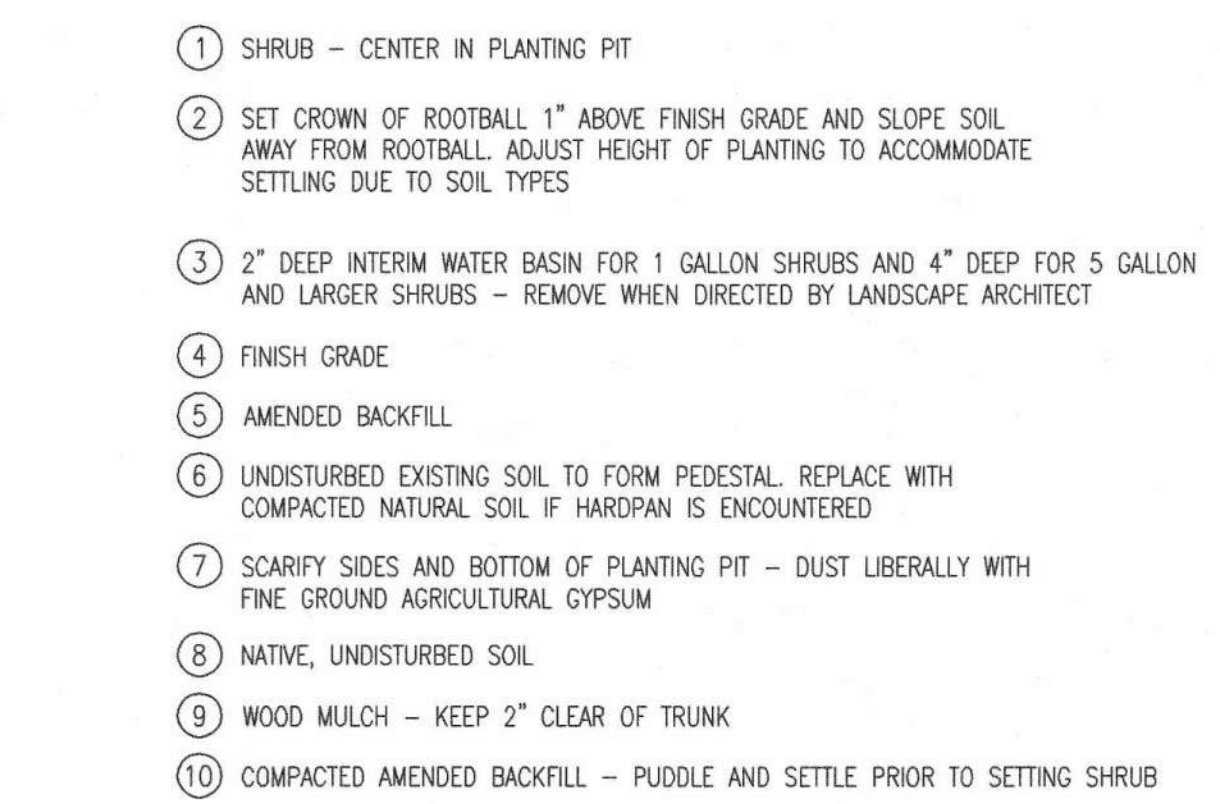 1 SHRUB – CENTER IN PLANTING PIT
2 SET CROWN OF ROOTBALL 1" ABOVE FINISH GRADE AND SLOPE SOIL
AWAY FROM ROOTBALL. ADJUST HEIGHT OF PLANTING TO ACCOMMODATE
SETTLING DUE TO SOIL TYPES
3 2" DEEP INTERIM WATER BASIN FOR 1 GALLON SHRUBS AND 4" DEEP FOR 5 GALLON
AND LARGER SHRUBS – REMOVE WHEN DIRECTED BY LANDSCAPE ARCHITECT
4 FINISH GRADE
5 AMENDED BACKFILL
6 UNDISTURBED EXISTING SOIL TO FORM PEDESTAL. REPLACE WITH
COMPACTED NATURAL SOIL IF HARDPAN IS ENCOUNTERED
7 SCARIFY SIDES AND BOTTOM OF PLANTING PIT – DUST LIBERALLY WITH
FINE GROUND AGRICULTURAL GYPSUM
8 NATIVE, UNDISTURBED SOIL
9 WOOD MULCH – KEEP 2" CLEAR OF TRUNK
10 COMPACTED AMENDED BACKFILL – PUDDLE AND SETTLE PRIOR TO SETTING SHRUB